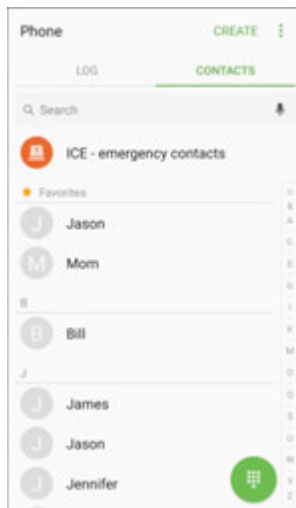 Phone CREATE
LOG CONTACTS
Search
ICE - emergency contacts
Favorites
J Jason
M Mom
B
B Bill
J
J James
J Jason
J Jennifer
&
A
C
E
G
I
K
M
O
Q
S
U
W
Y
Z